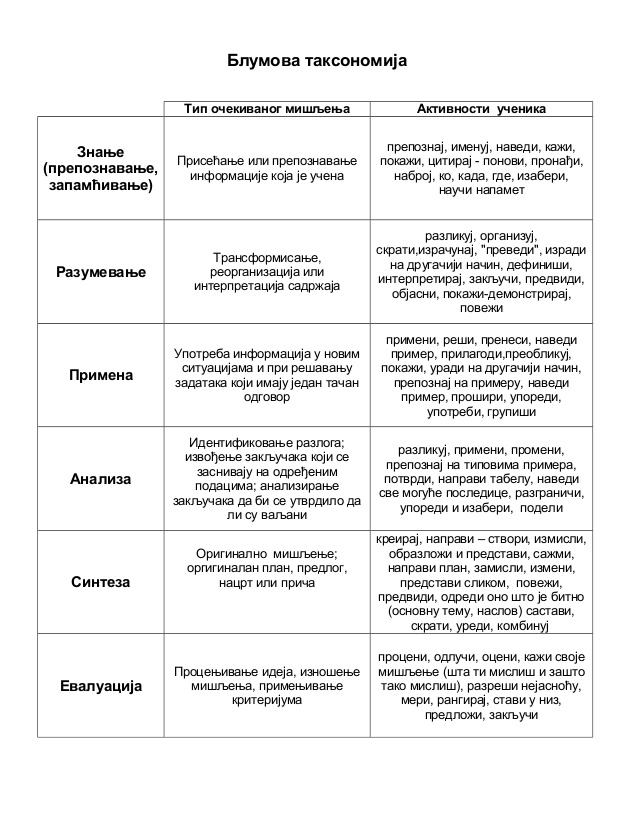 Блумова таксономија
Тип очекиваног мишљења
Активности ученика
Знање
(препознавање,
запамћивање)
Присећање или препознавање
информације која је учена
препознај, именуј, наведи, кажи,
покажи, цитирај - понови, пронађи,
наброј, ко, када, где, изабери,
научи напамет
Разумевање
Трансформисање,
реорганизација или
интерпретација садржаја
разликуј, организуј,
скрати,израчунај, "преведи", изради
на другачији начин, дефиниши,
интерпретирај, закључи, предвиди,
објасни, покажи-демонстрирај,
повежи
Примена
Употреба информација у новим
ситуацијама и при решавању
задатака који имају један тачан
одговор
примени, реши, пренеси, наведи
пример, прилагоди,преобликуј,
покажи, уради на другачији начин,
препознај на примеру, наведи
пример, прошири, упореди,
употреби, групиши
Анализа
Идентификовање разлога;
извођење закључака који се
заснивају на одређеним
подацима; анализирање
закључака да би се утврдило да
ли су ваљани
разликуј, примени, промени,
препознај на типовима примера,
потврди, направи табелу, наведи
све могуће последице, разграничи,
упореди и изабери, подели
Синтеза
Оригинално мишљење;
оргигиналан план, предлог,
нацрт или прича
креирај, направи – створи, измисли,
образложи и представи, сажми,
направи план, замисли, измени,
представи сликом, повежи,
предвиди, одреди оно што је битно
(основну тему, наслов) састави,
скрати, уреди, комбинуј
Евалуација
Процењивање идеја, изношење
мишљења, примењивање
критеријума
процени, одлучи, оцени, кажи своје
мишљење (шта ти мислиш и зашто
тако мислиш), разреши нејасноћу,
мери, рангирај, стави у низ,
предложи, закључи